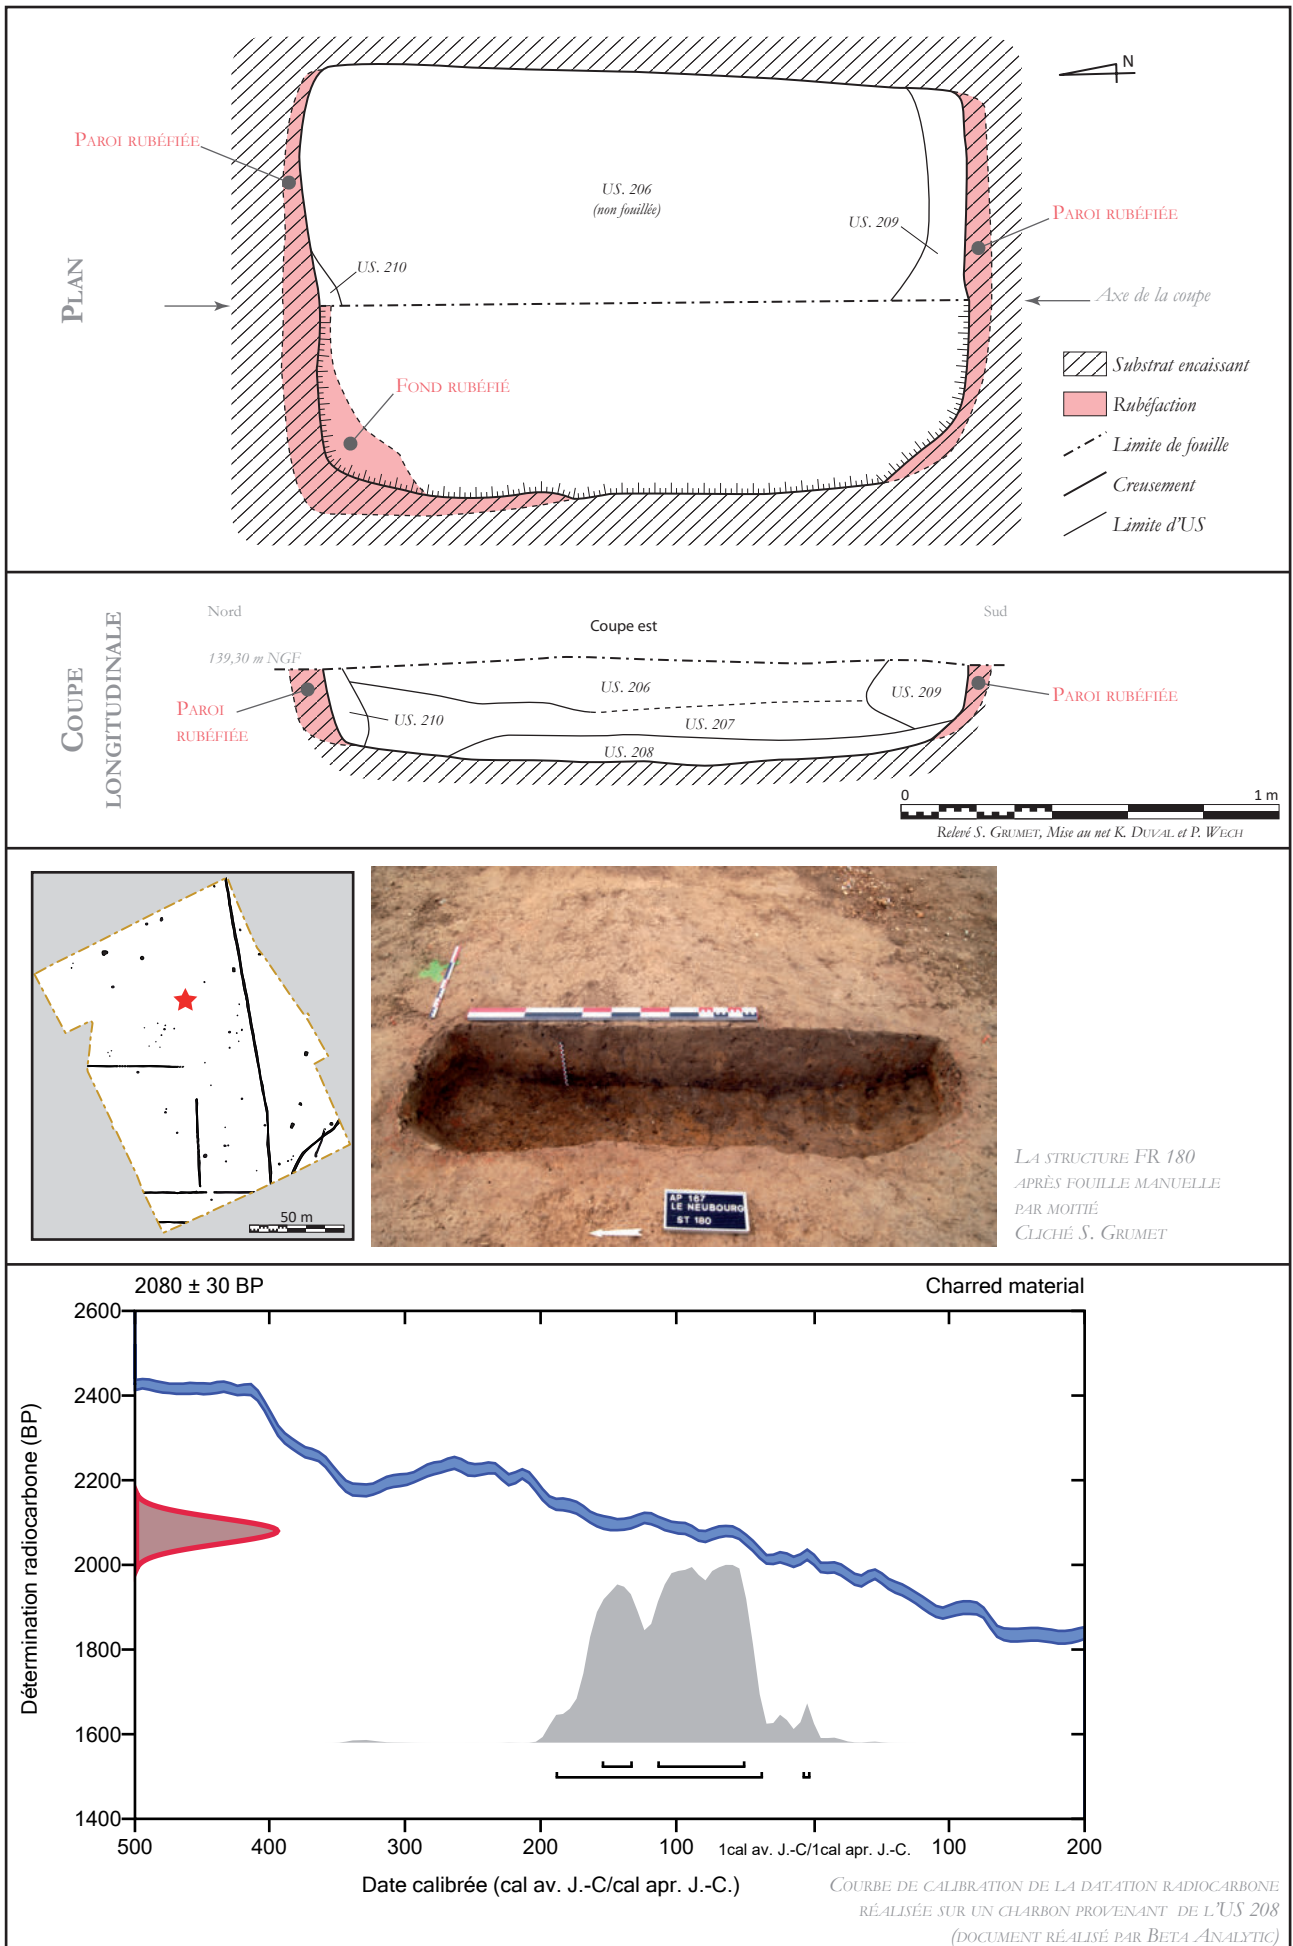 PLAN
N
PAROI RUBÉFIÉE
US. 206
(non fouillée)
US. 209
PAROI RUBÉFIÉE
US. 210
Axe de la coupe
FOND RUBÉFIÉ
Substrat encaissant
Rubéfaction
Limite de fouille
Creusement
Limite d'US
COUPE
LONGITUDINALE
Nord
Coupe est
Sud
139,30 m NGF
US. 206
US. 209
PAROI
RUBÉFIÉE
US. 210
US. 207
US. 208
PAROI RUBÉFIÉE
0 1 m
Relevé S. GRUMET, Mise au net K. DUVAL et P. WECH
50 m
AP 167
LE NEUBOURG
ST 180
LA STRUCTURE FR 180
APRÈS FOUILLE MANUELLE
PAR MOITIÉ
CLICHÉ S. GRUMET
2080 ± 30 BP
Charred material
Détermination radiocarbone (BP)
2600
2400
2200
2000
1800
1600
1400
500 400 300 200 100 1cal av. J.-C/1cal apr. J.-C. 100 200
Date calibrée (cal av. J.-C/cal apr. J.-C.)
COURBE DE CALIBRATION DE LA DATATION RADIOCARBONE
RÉALISÉE SUR UN CHARBON PROVENANT DE L'US 208
(DOCUMENT RÉALISÉ PAR BETA ANALYTIC)